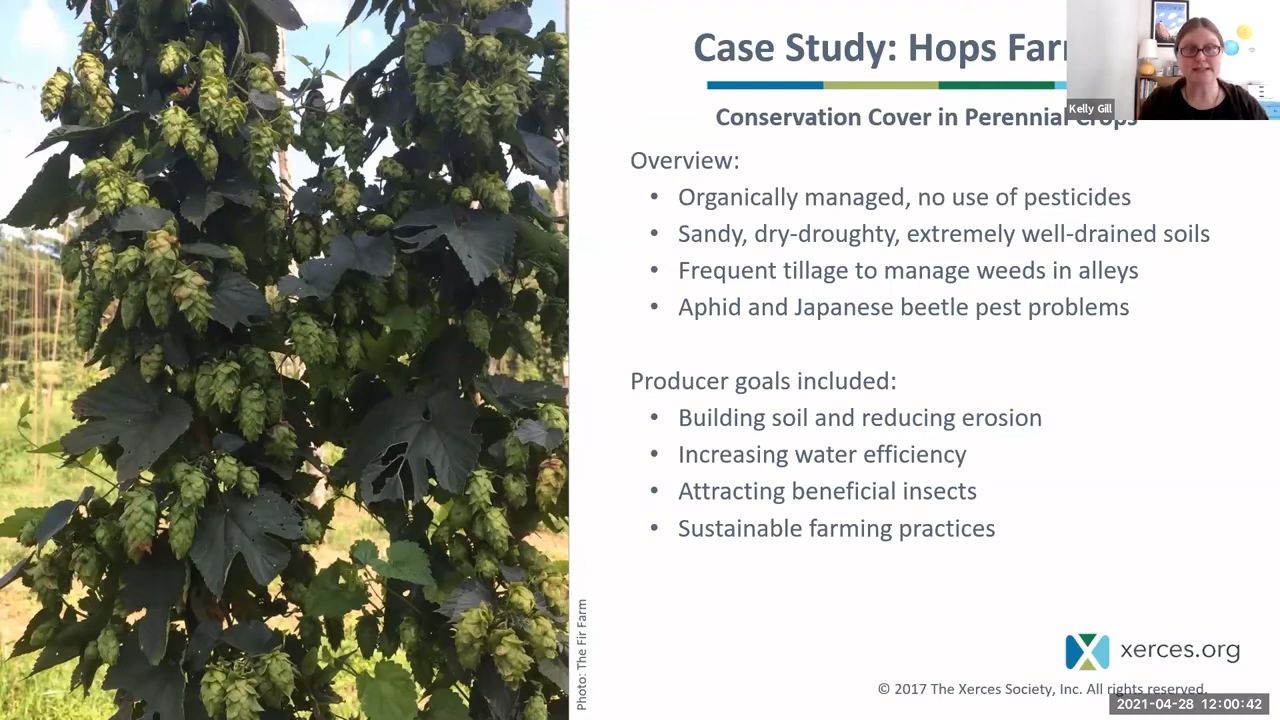 Case Study: Hops Far
Kelly Gill
Conservation Cover in Perennial Crops
Overview:
• Organically managed, no use of pesticides
• Sandy, dry-droughty, extremely well-drained soils
• Frequent tillage to manage weeds in alleys
• Aphid and Japanese beetle pest problems
Producer goals included:
• Building soil and reducing erosion
• Increasing water efficiency
• Attracting beneficial insects
• Sustainable farming practices
Photo: The Fir Farm
xerces.org
© 2017 The Xerces Society, Inc. All rights reserved.
2021-04-28 12:00:42